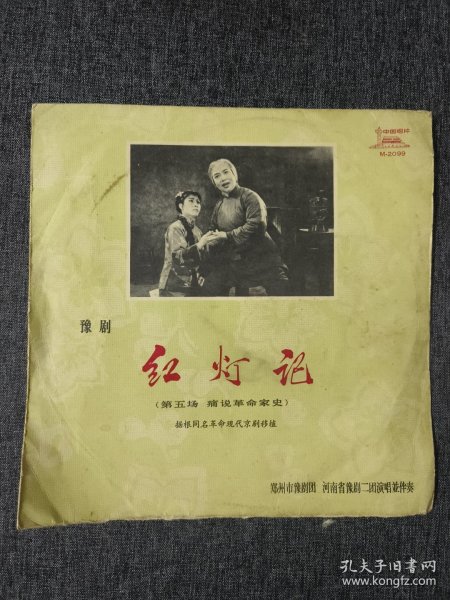 中国唱片
M-2099
豫剧
红灯记
(第五场 痛说革命家史)
据根同名革命现代京剧移植
郑州市豫剧团 河南省豫剧二团演唱兼伴奏
孔夫子旧书网
www.kongfz.com